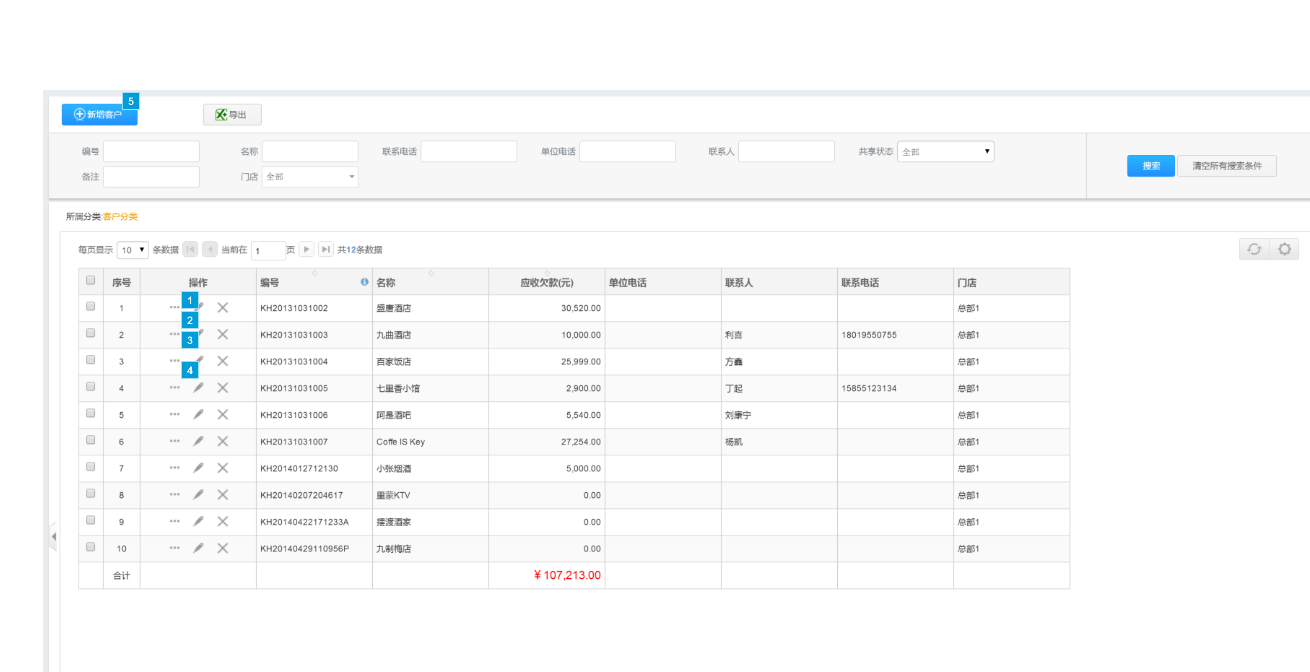 新增客户 5 导出
编号 名称 联系电话 单位电话 联系人 共享状态 全部
搜索 清空所有搜索条件
备注 门店 全部
所属分类:客户分类
每页显示 10 条数据 当前在 1 页 共12条数据
序号 操作 编号 名称 应收欠款(元) 单位电话 联系人 联系电话 门店
1 1 KH20131031002 盛唐酒店 30,520.00 总部1
2
2 KH20131031003 九曲酒店 10,000.00 利喜 18019550755 总部1
3
3 KH20131031004 百家饭店 25,999.00 方鑫 总部1
4
4 KH20131031005 七里香小馆 2,900.00 丁起 15855123134 总部1
5 KH20131031006 阿是酒吧 5,540.00 刘康宁 总部1
6 KH20131031007 Coffe IS Key 27,254.00 杨凯 总部1
7 KH2014012712130 小张烟酒 5,000.00 总部1
8 KH20140207204617 里蒙KTV 0.00 总部1
9 KH20140422171233A 摆渡酒家 0.00 总部1
10 KH20140429110956P 九制梅店 0.00 总部1
合计 ¥107,213.00